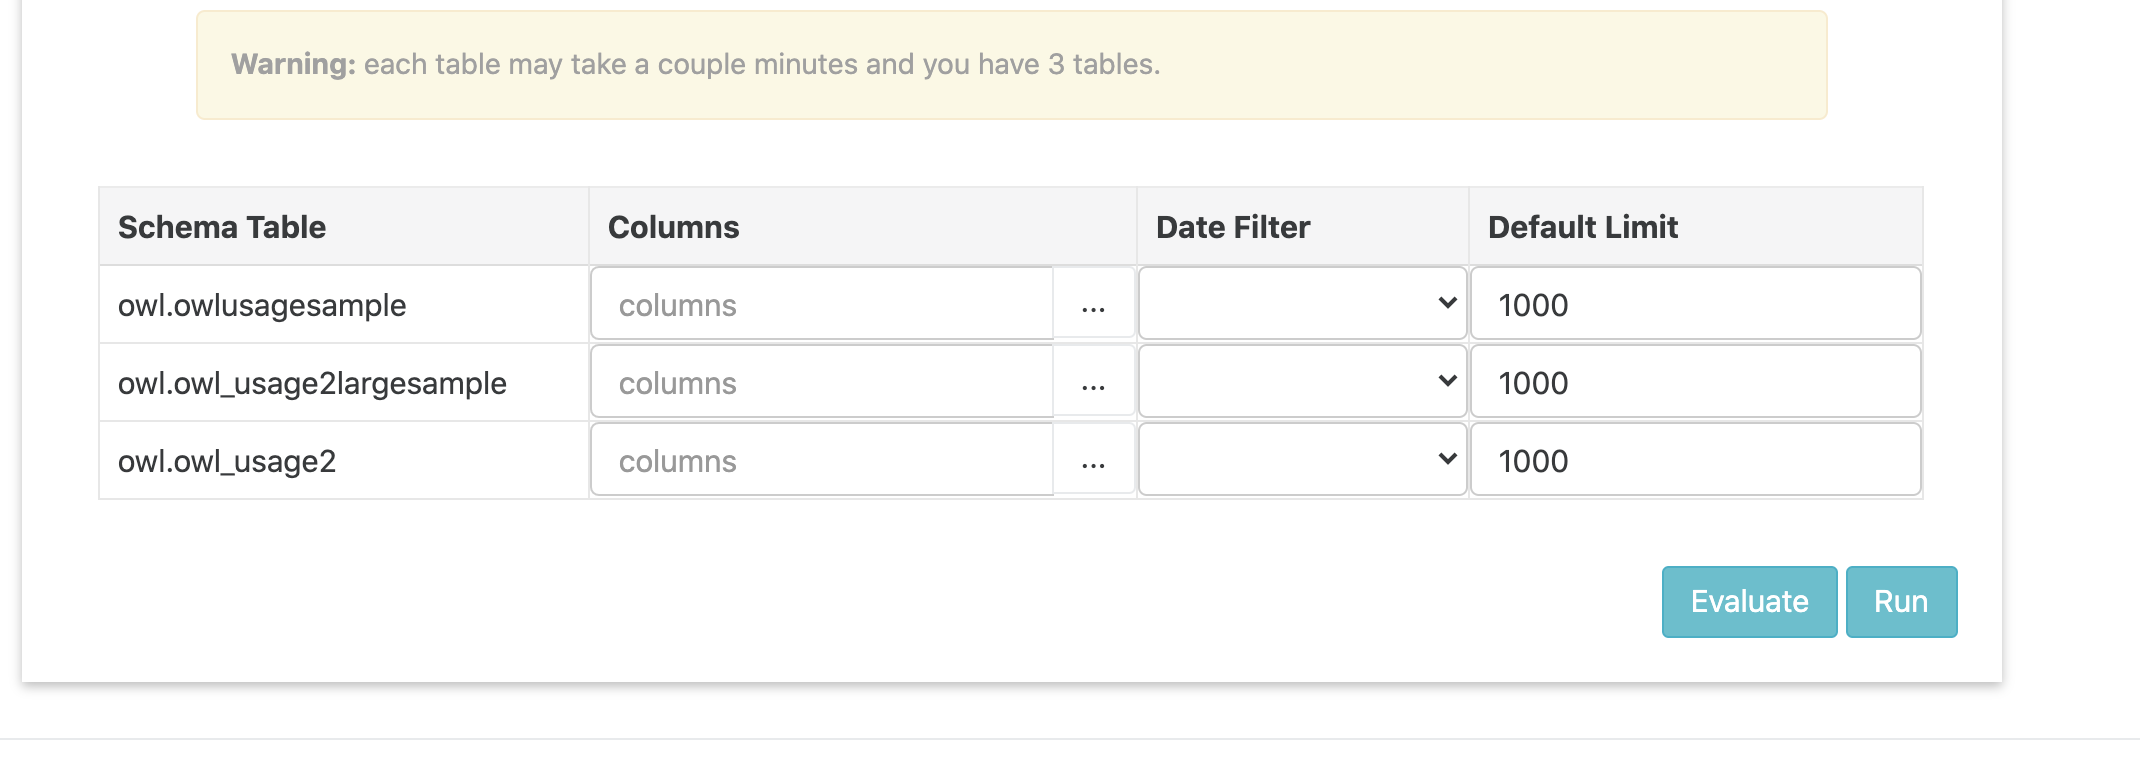 Warning: each table may take a couple minutes and you have 3 tables.
Schema Table Columns Date Filter Default Limit
owl.owlusagesample columns ... 1000
owl.owl_usage2largesample columns ... 1000
owl.owl_usage2 columns ... 1000
Evaluate Run